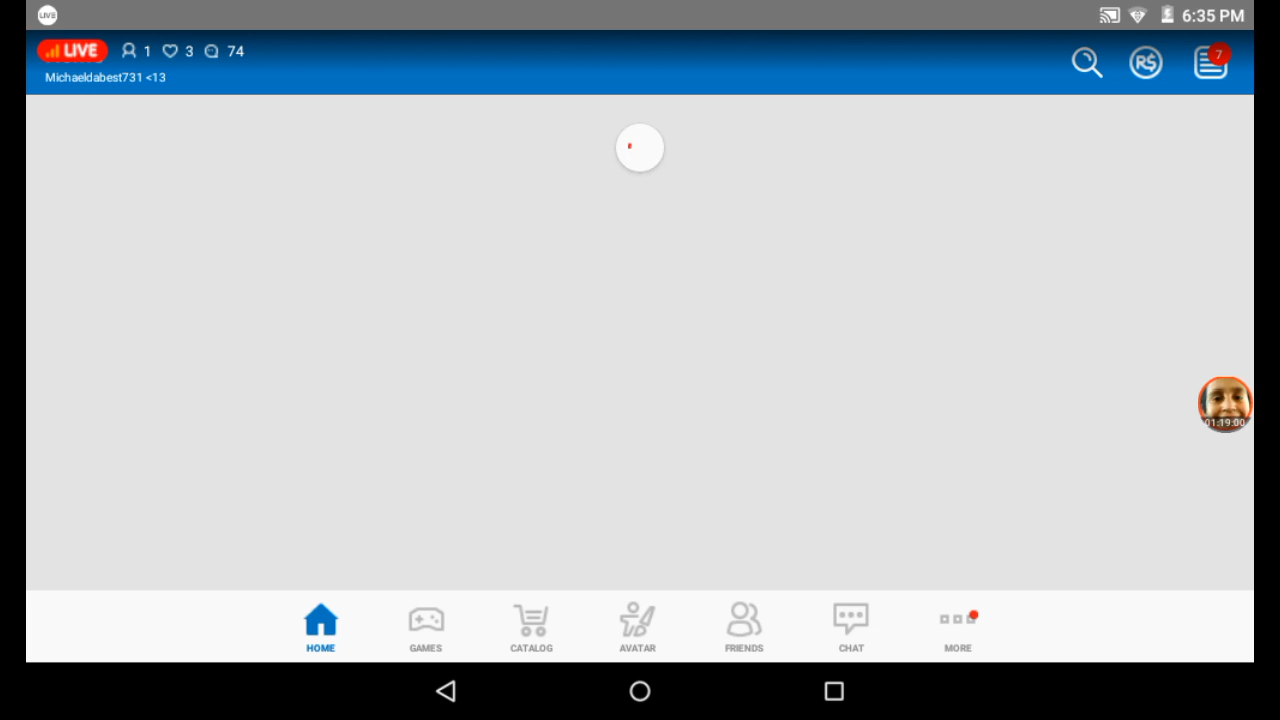 LIVE
6:35 PM
LIVE 1 3 74
R$
7
Michaeldabest731 <13
01:19:00
HOME GAMES CATALOG AVATAR FRIENDS CHAT MORE